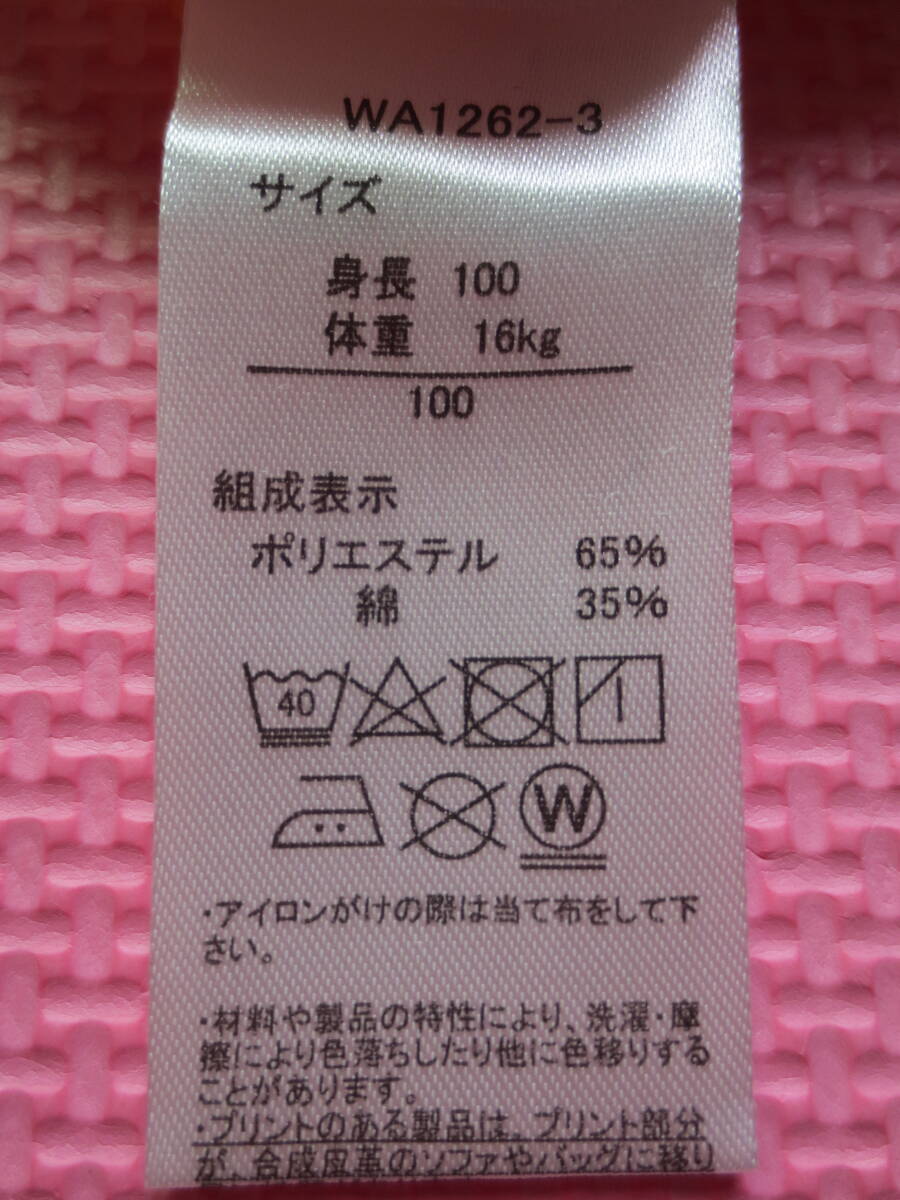 WA1262-3
サイズ
身長 100
体重 16kg
100
組成表示
ポリエステル 65%
綿 35%
40
W
・アイロンがけの際は当て布をして下
さい。
・材料や製品の特性により、洗濯・摩
擦により色落ちしたり他に色移りする
ことがあります。
・プリントのある製品は、プリント部分
が、合成皮革のソファやバッグに移り